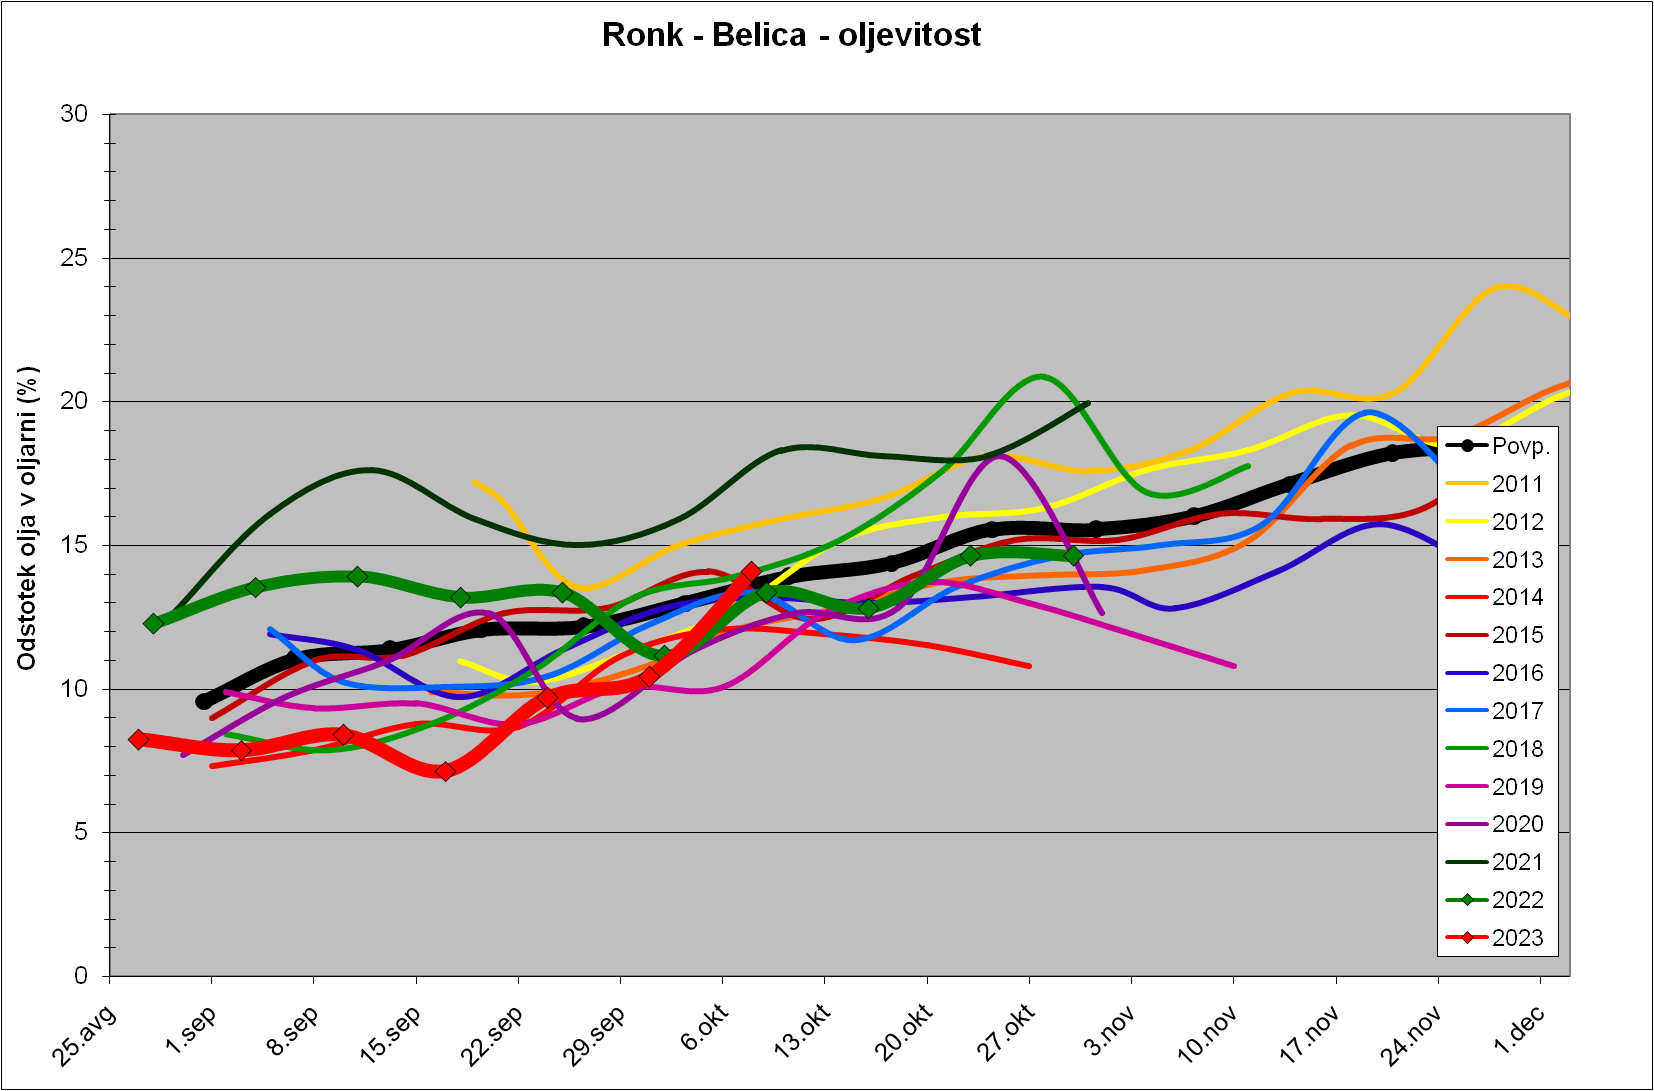 Ronk - Belica - oljevitost
Odstotek olja v oljarni (%)
30
25
20
15
10
5
0
25.avg
1.sep
8.sep
15.sep
22.sep
29.sep
6.okt
13.okt
20.okt
27.okt
3.nov
10.nov
17.nov
24.nov
1.dec
Povp.
2011
2012
2013
2014
2015
2016
2017
2018
2019
2020
2021
2022
2023